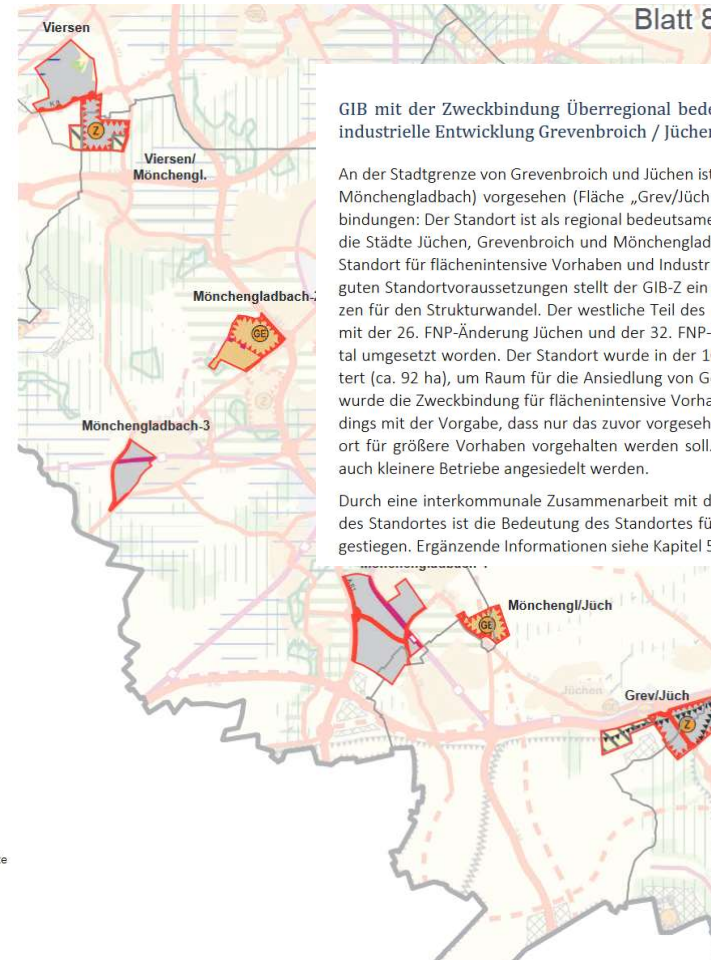 Blatt 8
Viersen
Viersen/
Mönchengl.
Mönchengladbach-
Mönchengladbach-3
GE
Z
GIB mit der Zweckbindung Überregional bede
industrielle Entwicklung Grevenbroich / Jücher
An der Stadtgrenze von Grevenbroich und Jüchen ist
Mönchengladbach) vorgesehen (Fläche „Grev/Jüch
bindungen: Der Standort ist als regional bedeutsame
die Städte Jüchen, Grevenbroich und Mönchenglad
Standort für flächenintensive Vorhaben und Industr
guten Standortvoraussetzungen stellt der GIB-Z ein
zen für den Strukturwandel. Der westliche Teil des
mit der 26. FNP-Änderung Jüchen und der 32. FNP-
tal umgesetzt worden. Der Standort wurde in der 1
tert (ca. 92 ha), um Raum für die Ansiedlung von G
wurde die Zweckbindung für flächenintensive Vorha
dings mit der Vorgabe, dass nur das zuvor vorgeseh
ort für größere Vorhaben vorgehalten werden soll.
auch kleinere Betriebe angesiedelt werden.
Durch eine interkommunale Zusammenarbeit mit d
des Standortes ist die Bedeutung des Standortes fü
gestiegen. Ergänzende Informationen siehe Kapitel 5
Mönchengl/Jüch
GE
Jüchen
Grev/Jüch
Z